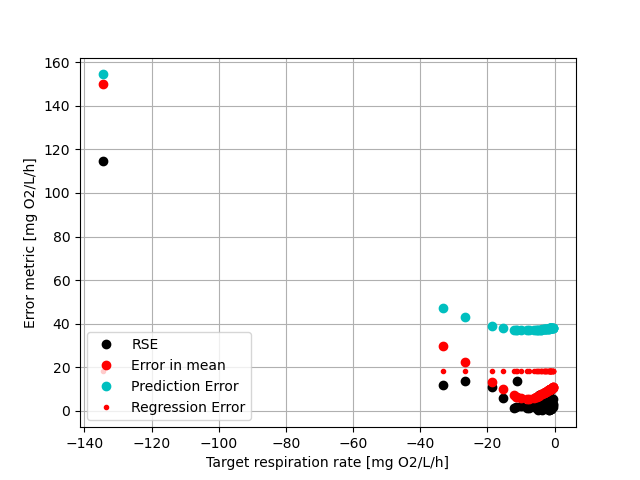 160
140
120
100
80
60
40
20
0
Error metric [mg O2/L/h]
RSE
Error in mean
Prediction Error
Regression Error
−140 −120 −100 −80 −60 −40 −20 0
Target respiration rate [mg O2/L/h]